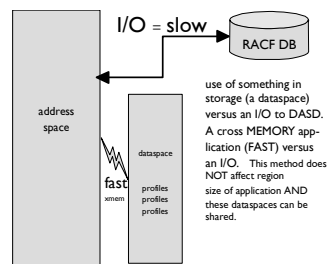 I/O = slow
RACF DB
address
space
dataspace
fast
xmem
profiles
profiles
profiles
use of something in
storage (a dataspace)
versus an I/O to DASD.
A cross MEMORY app-
lication (FAST) versus
an I/O. This method does
NOT affect region
size of application AND
these dataspaces can be
shared.